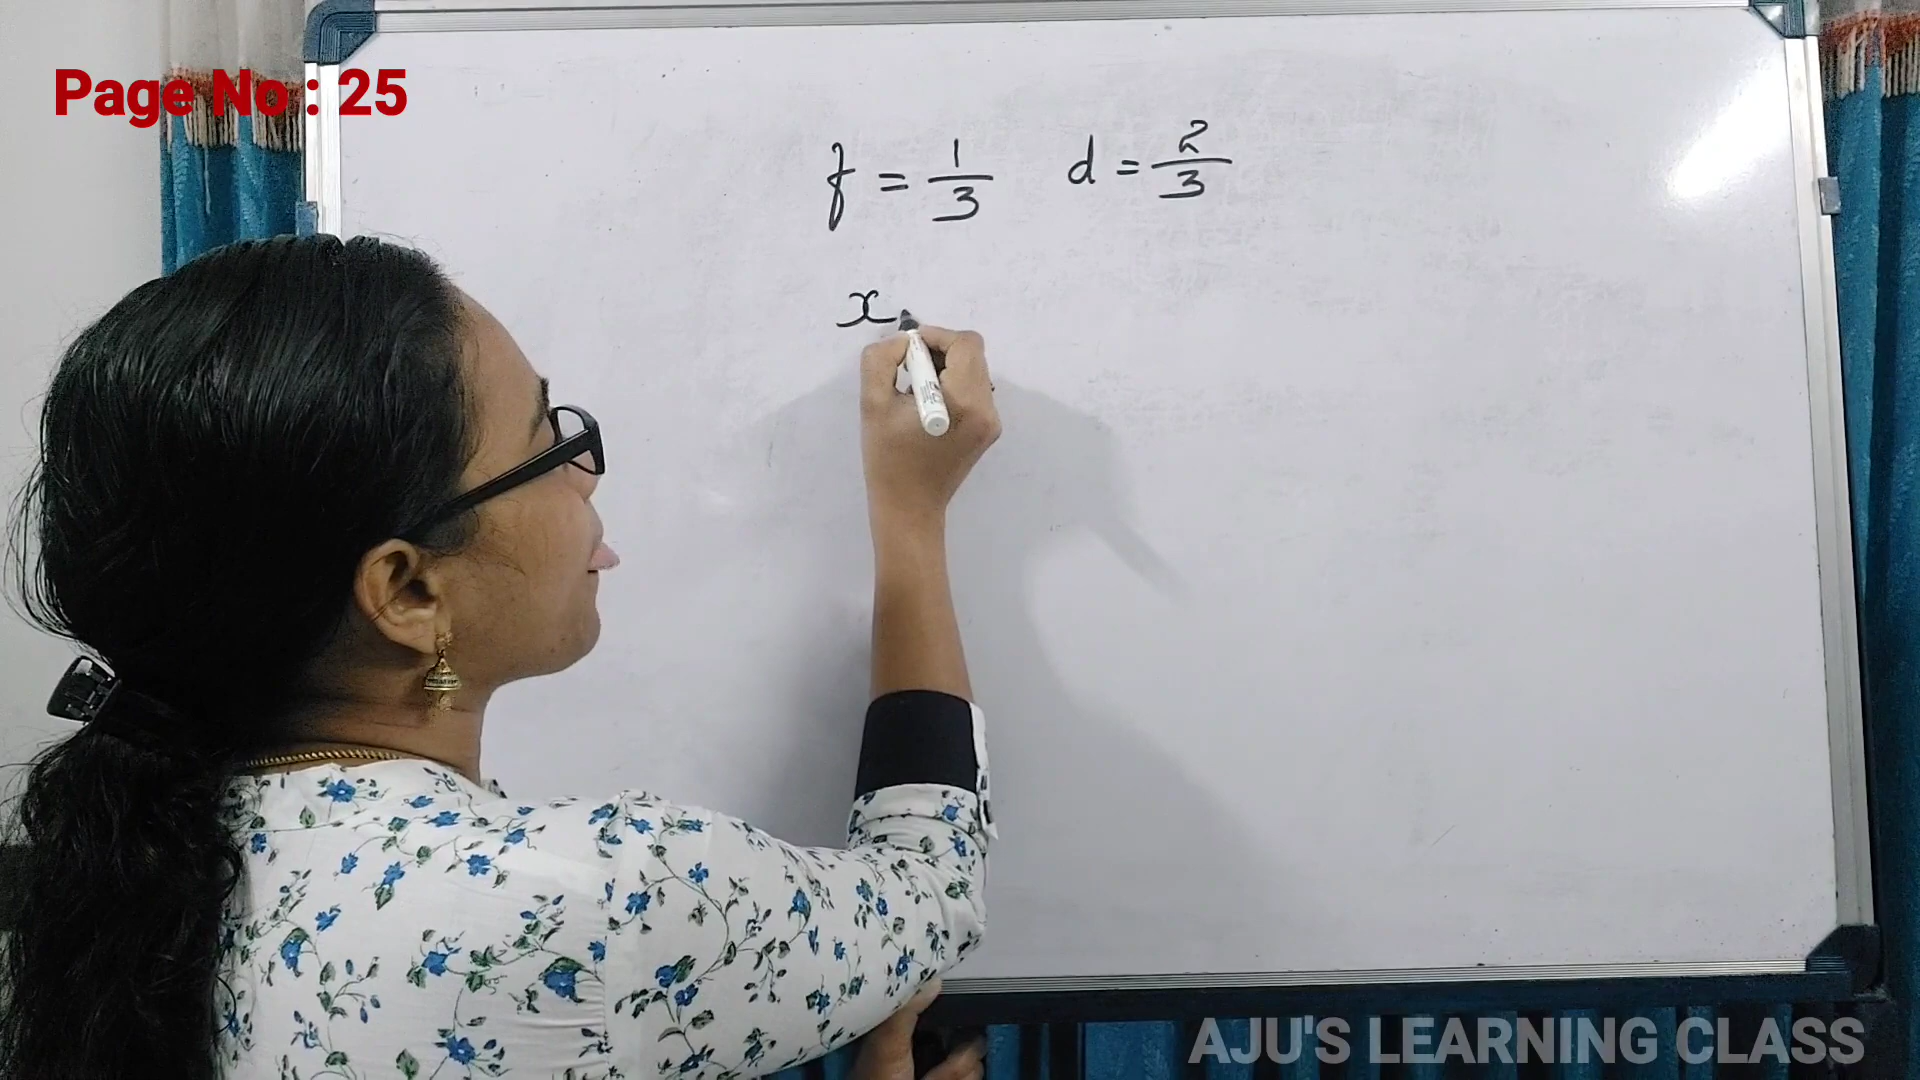 Page No : 25
f = 1/3 d = 2/3
x
AJU'S LEARNING CLASS